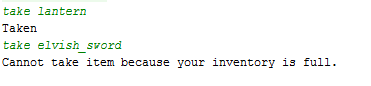 take lantern
Taken
take elvish_sword
Cannot take item because your inventory is full.